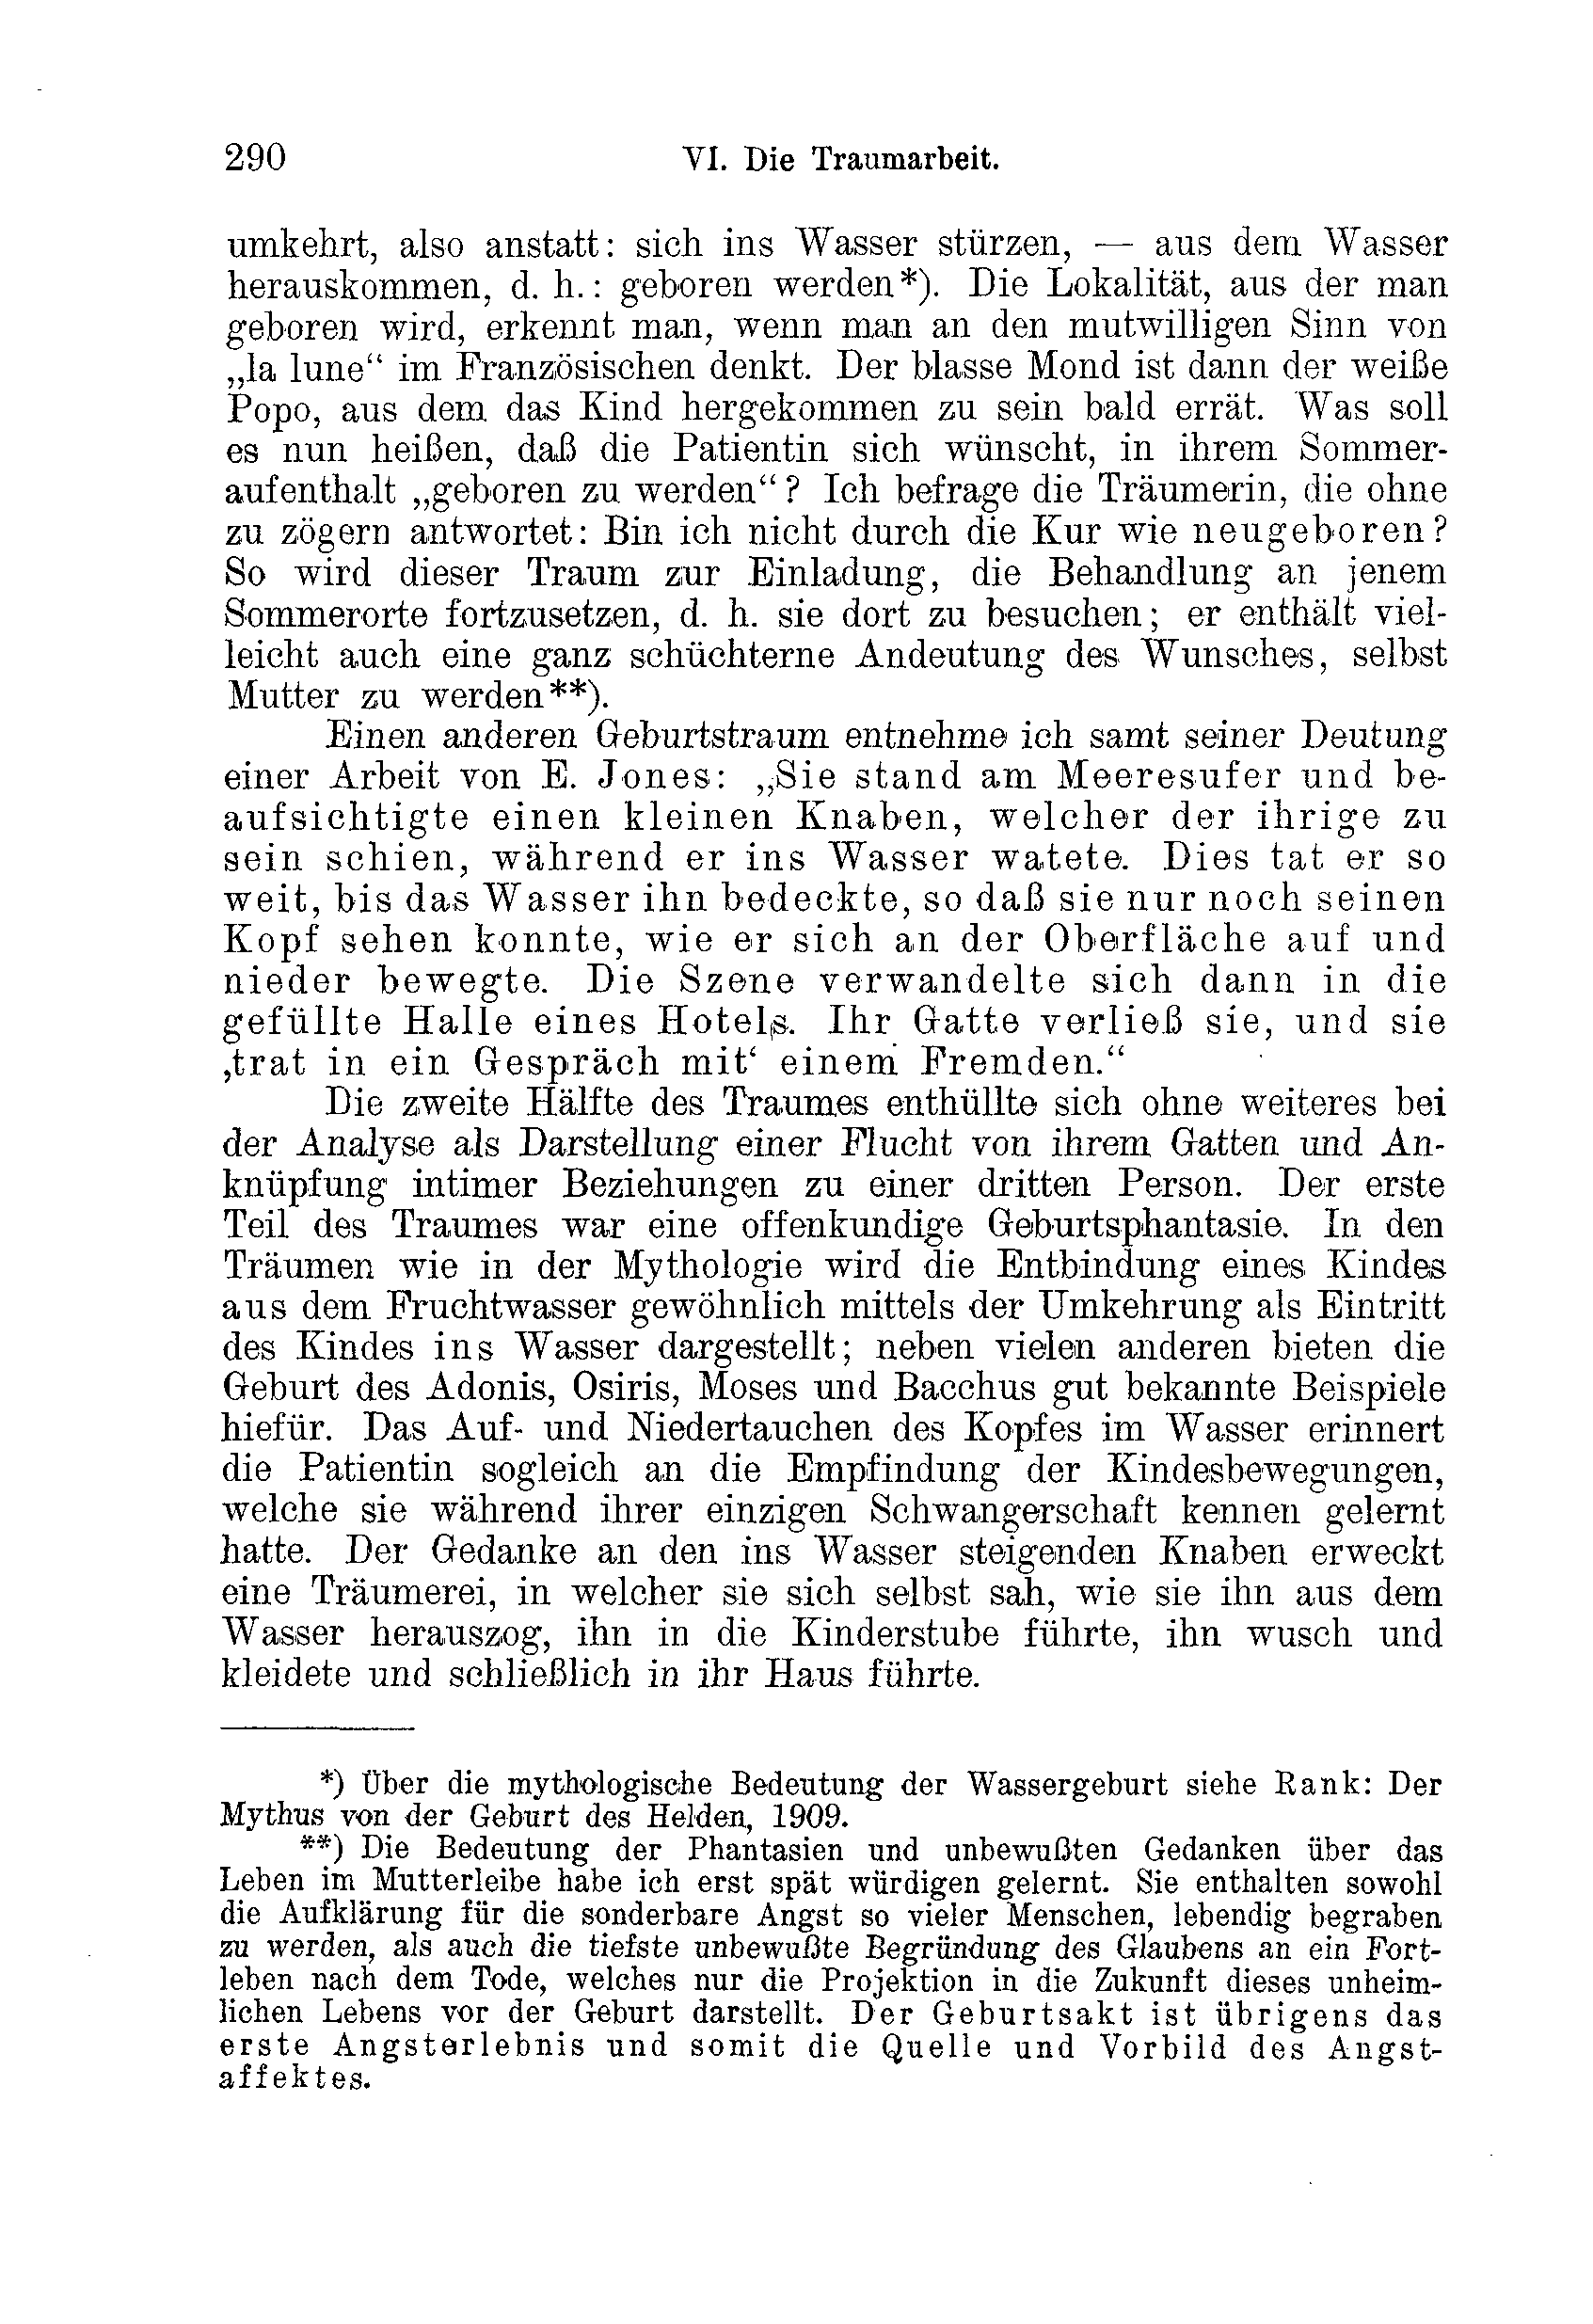 290 VI. Die Traumarbeit.
umkehrt, also anstatt: sich ins Wasser stürzen, — aus dem Wasser
herauskommen, d. h.: geboren werden*). Die Lokalität, aus der man
geboren wird, erkennt man, wenn man an den mutwilligen Sinn von
„la lune“ im Französischen denkt. Der blasse Mond ist dann der weiße
Popo, aus dem das Kind hergekommen zu sein bald errät. Was soll
es nun heißen, daß die Patientin sich wünscht, in ihrem Sommer-
aufenthalt „geboren zu werden“? Ich befrage die Träumerin, die ohne
zu zögern antwortet: Bin ich nicht durch die Kur wie neugeboren?
So wird dieser Traum zur Einladung, die Behandlung an jenem
Sommerorte fortzusetzen, d. h. sie dort zu besuchen; er enthält viel-
leicht auch eine ganz schüchterne Andeutung des Wunsches, selbst
Mutter zu werden**).
Einen anderen Geburtstraum entnehme ich samt seiner Deutung
einer Arbeit von E. Jones: „Sie stand am Meeresufer und be-
aufsichtigte einen kleinen Knaben, welcher der ihrige zu
sein schien, während er ins Wasser watete. Dies tat er so
weit, bis das Wasser ihn bedeckte, so daß sie nur noch seinen
Kopf sehen konnte, wie er sich an der Oberfläche auf und
nieder bewegte. Die Szene verwandelte sich dann in die
gefüllte Halle eines Hotels. Ihr Gatte verließ sie, und sie
‚trat in ein Gespräch mit‘ einem Fremden.“
Die zweite Hälfte des Traumes enthüllte sich ohne weiteres bei
der Analyse als Darstellung einer Flucht von ihrem Gatten und An-
knüpfung intimer Beziehungen zu einer dritten Person. Der erste
Teil des Traumes war eine offenkundige Geburtsphantasie. In den
Träumen wie in der Mythologie wird die Entbindung eines Kindes
aus dem Fruchtwasser gewöhnlich mittels der Umkehrung als Eintritt
des Kindes ins Wasser dargestellt; neben vielen anderen bieten die
Geburt des Adonis, Osiris, Moses und Bacchus gut bekannte Beispiele
hiefür. Das Auf- und Niedertauchen des Kopfes im Wasser erinnert
die Patientin sogleich an die Empfindung der Kindesbewegungen,
welche sie während ihrer einzigen Schwangerschaft kennen gelernt
hatte. Der Gedanke an den ins Wasser steigenden Knaben erweckt
eine Träumerei, in welcher sie sich selbst sah, wie sie ihn aus dem
Wasser herauszog, ihn in die Kinderstube führte, ihn wusch und
kleidete und schließlich in ihr Haus führte.
*) Über die mythologische Bedeutung der Wassergeburt siehe Rank: Der
Mythus von der Geburt des Helden, 1909.
**) Die Bedeutung der Phantasien und unbewußten Gedanken über das
Leben im Mutterleibe habe ich erst spät würdigen gelernt. Sie enthalten sowohl
die Aufklärung für die sonderbare Angst so vieler Menschen, lebendig begraben
zu werden, als auch die tiefste unbewußte Begründung des Glaubens an ein Fort-
leben nach dem Tode, welches nur die Projektion in die Zukunft dieses unheim-
lichen Lebens vor der Geburt darstellt. Der Geburtsakt ist übrigens das
erste Angsterlebnis und somit die Quelle und Vorbild des Angst-
affektes.